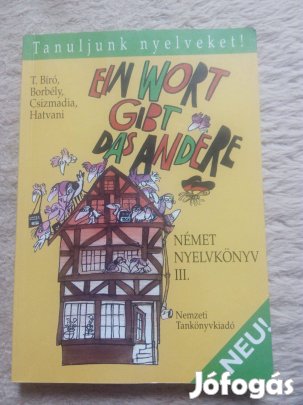 Tanuljunk nyelveket!
T. Bíró,
Borbély,
Csizmadia,
Hatvani
EIN WORT
GIBT
DAS ANDERE
NÉMET
NYELVKÖNYV
III.
Nemzeti
Tankönyvkiadó
NEU!
Jófogás